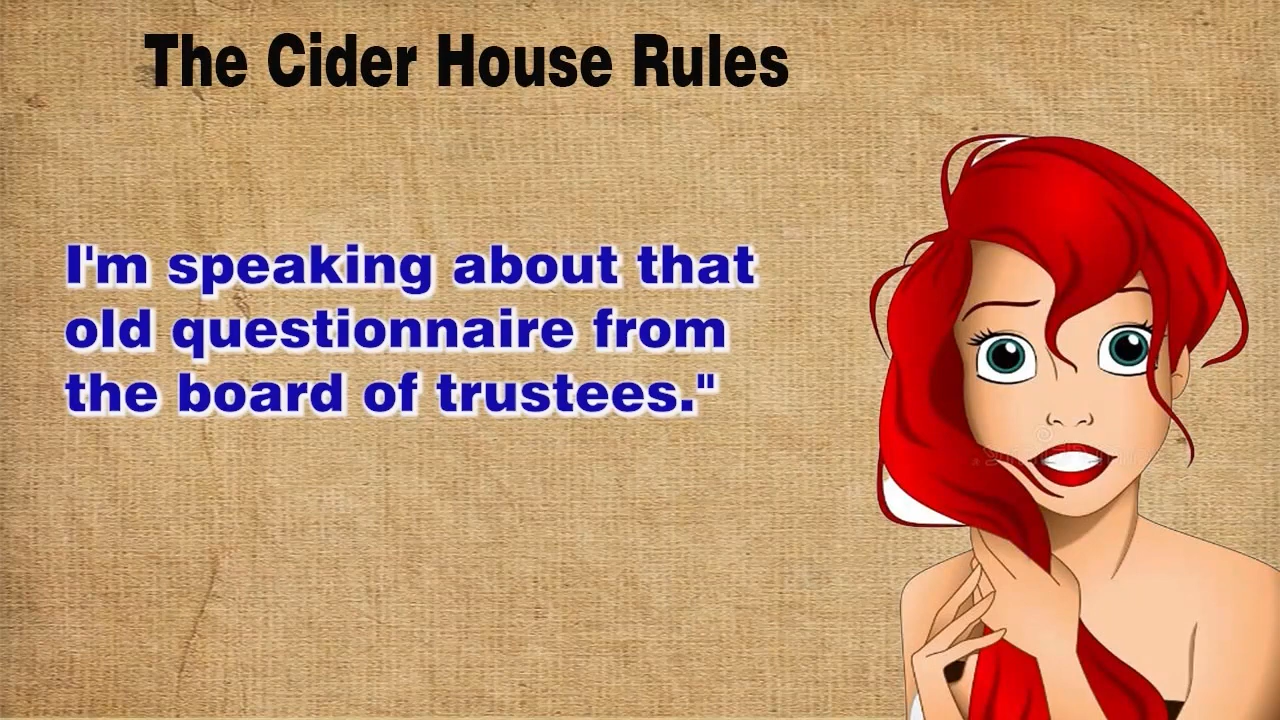 The Cider House Rules
I'm speaking about that
old questionnaire from
the board of trustees."